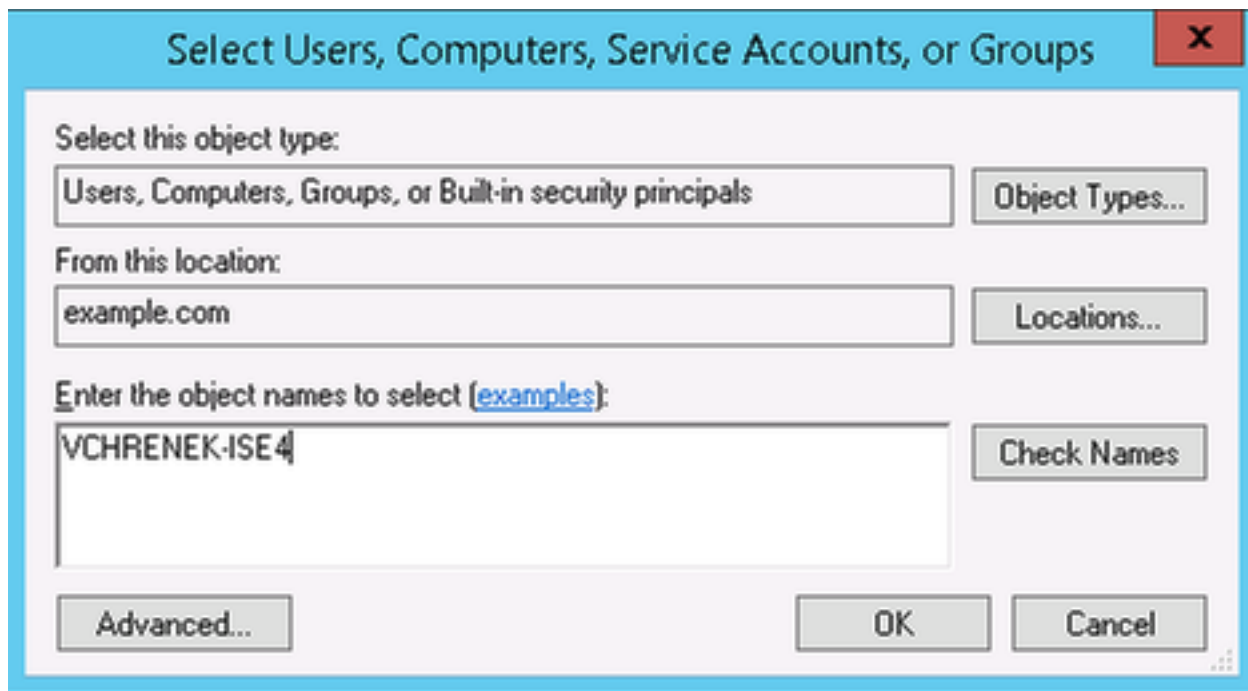 Select Users, Computers, Service Accounts, or Groups
x
Select this object type:
Users, Computers, Groups, or Built-in security principals
Object Types...
From this location:
example.com
Locations...
Enter the object names to select (examples):
VCHRENEK-ISE4
Check Names
Advanced...
OK
Cancel